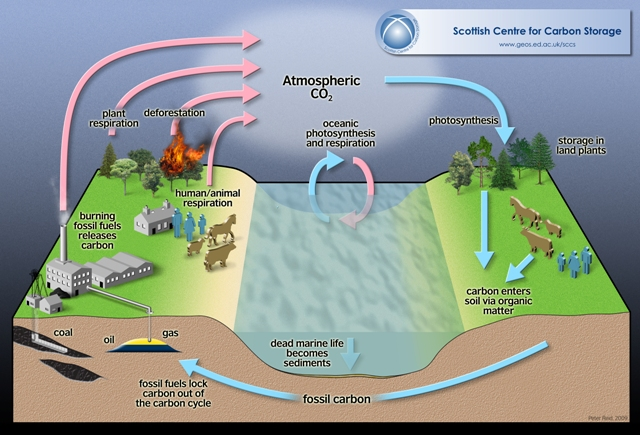 Scottish Centre for Carbon Storage
www.geos.ed.ac.uk/sccs
Atmospheric
CO₂
plant
respiration
deforestation
oceanic
photosynthesis
and respiration
photosynthesis
storage in
land plants
human/animal
respiration
burning
fossil fuels
releases
carbon
carbon enters
soil via organic
matter
coal
oil
gas
dead marine life
becomes
sediments
fossil fuels lock
carbon out of
the carbon cycle
fossil carbon
Peter Reid, 2009